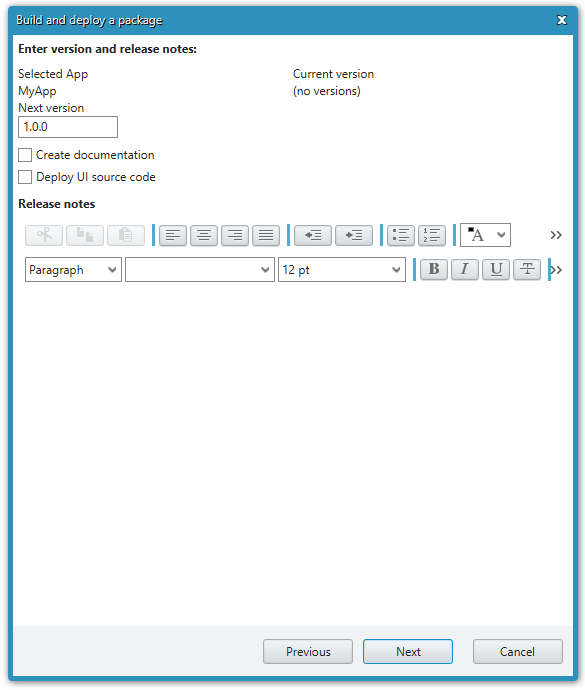 Build and deploy a package
Enter version and release notes:
Selected App
Current version
MyApp
(no versions)
Next version
1.0.0
Create documentation
Deploy UI source code
Release notes
A
Paragraph
12 pt
B I U T
Previous
Next
Cancel